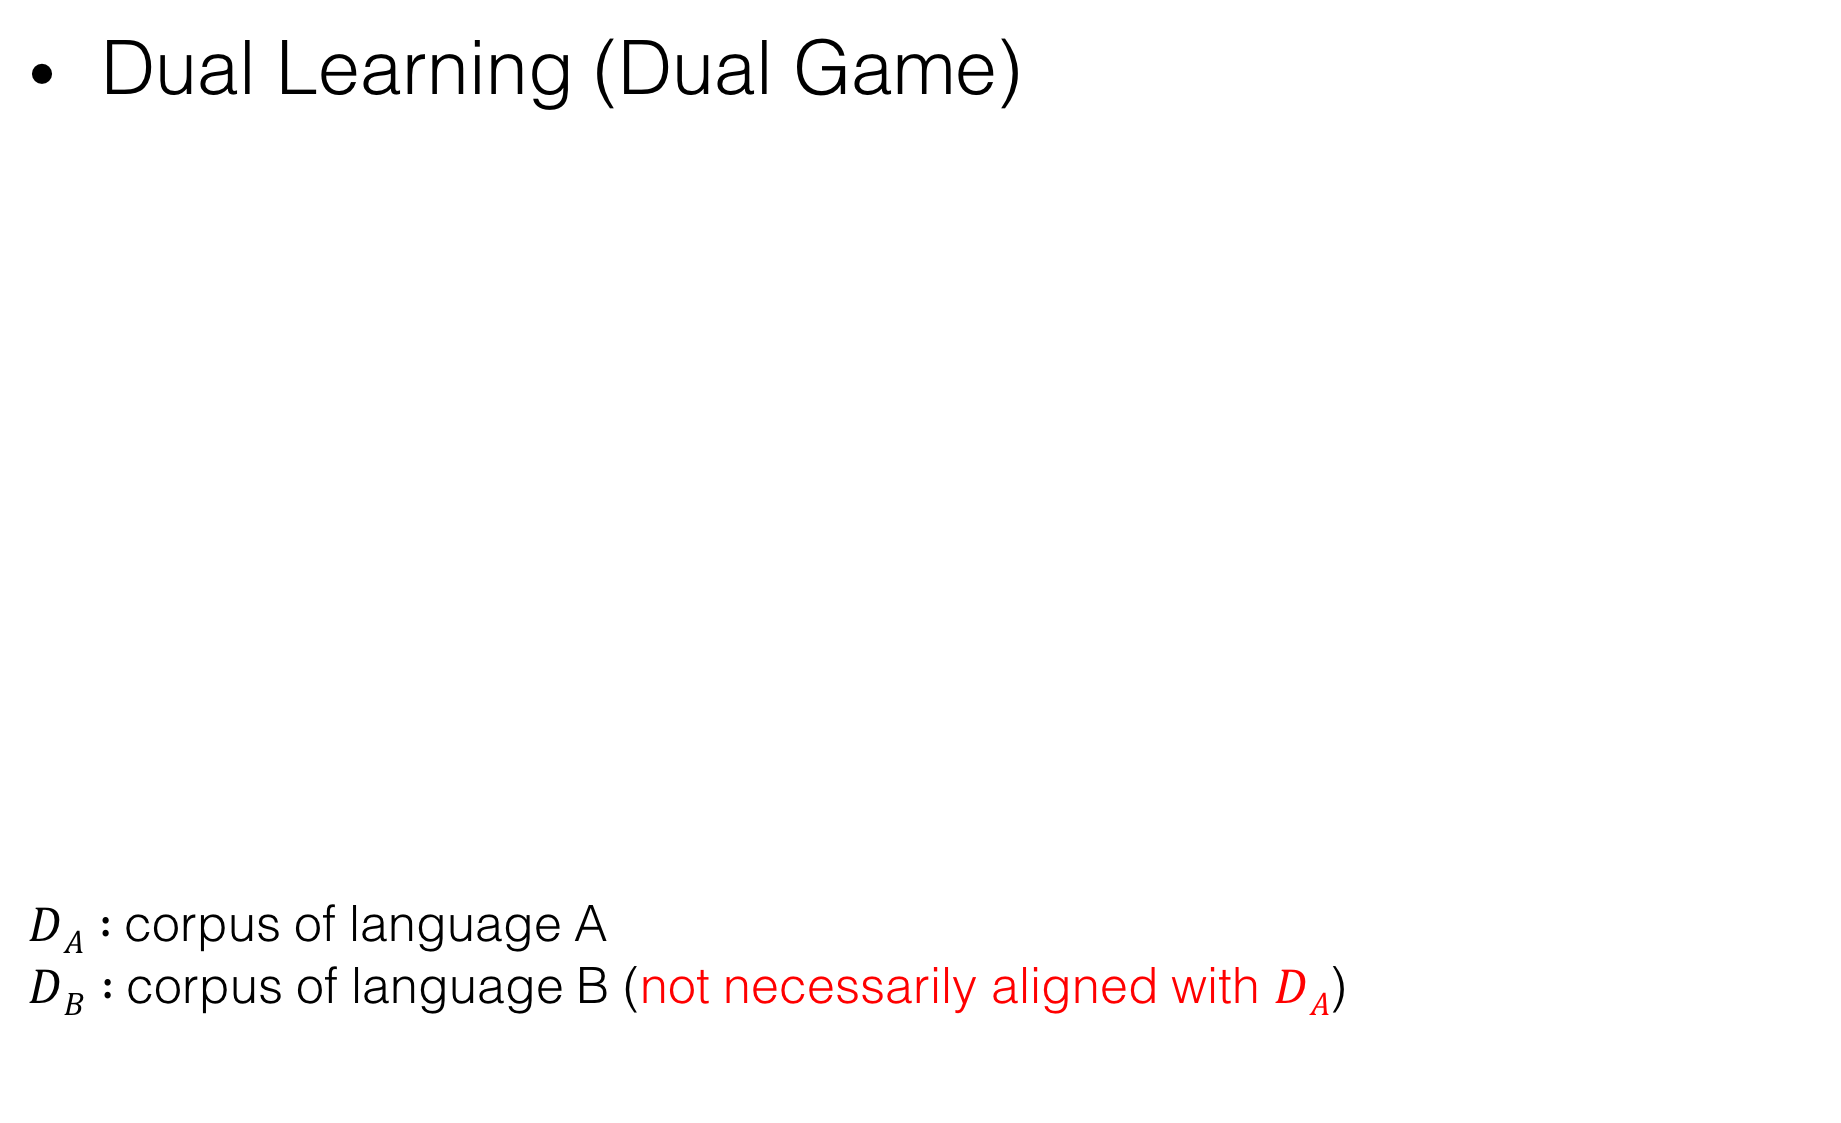 • Dual Learning (Dual Game)
D_A : corpus of language A
D_B : corpus of language B (not necessarily aligned with D_A)